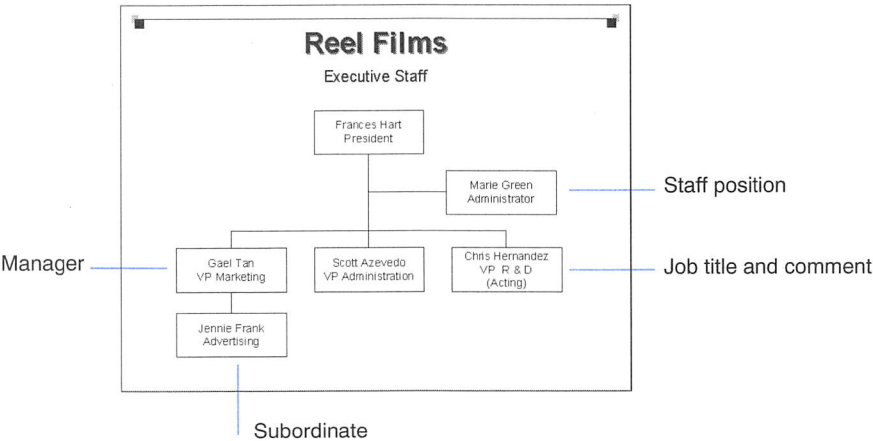 Reel Films
Executive Staff
Frances Hart
President
Marie Green
Administrator
Staff position
Manager
Gael Tan
VP Marketing
Scott Azevedo
VP Administration
Chris Hernandez
VP R & D
(Acting)
Job title and comment
Jennie Frank
Advertising
Subordinate